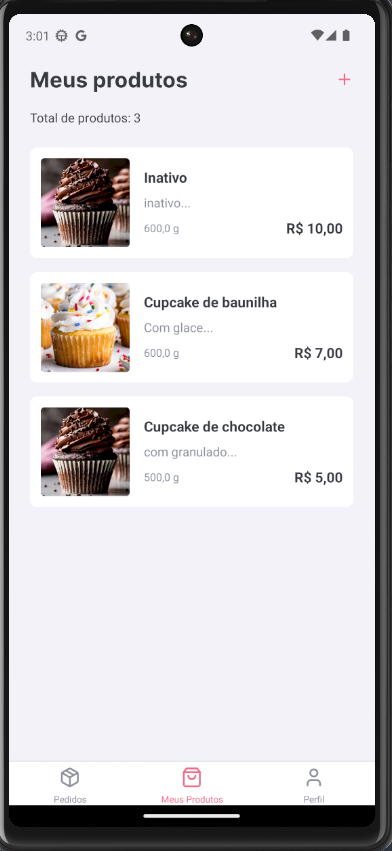 3:01
Meus produtos
+
Total de produtos: 3
Inativo
inativo...
600,0 g
R$ 10,00
Cupcake de baunilha
Com glace...
600,0 g
R$ 7,00
Cupcake de chocolate
com granulado...
500,0 g
R$ 5,00
Pedidos
Meus Produtos
Perfil